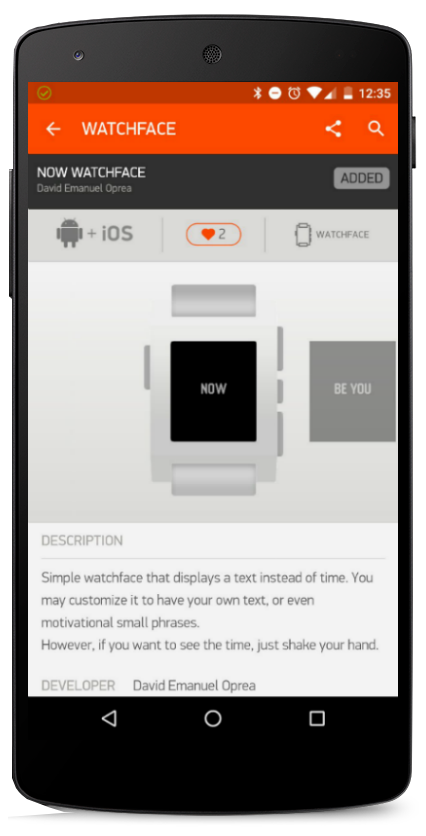 12:35
WATCHFACE
NOW WATCHFACE
David Emanuel Oprea
ADDED
+ iOS
2
WATCHFACE
NOW
BE YOU
DESCRIPTION
Simple watchface that displays a text instead of time. You
may customize it to have your own text, or even
motivational small phrases.
However, if you want to see the time, just shake your hand.
DEVELOPER David Emanuel Oprea